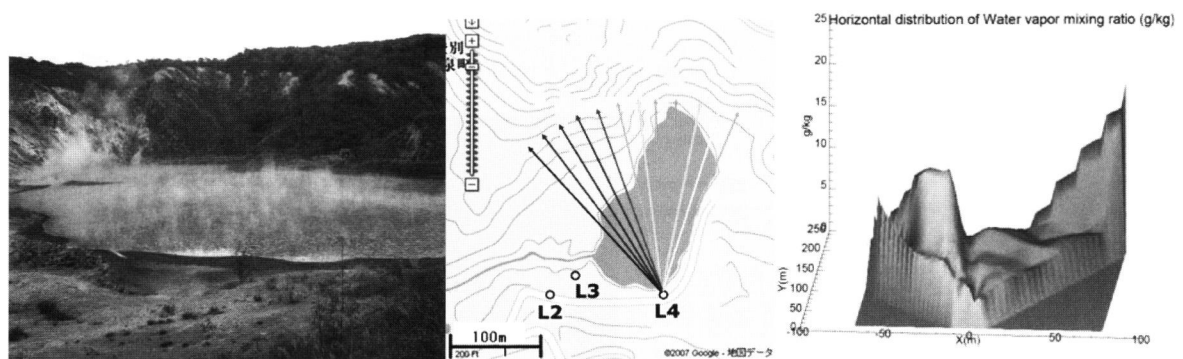 別
泉町
L2
L3
L4
100m
200 Ft
©2007 Google - 地図データ
Horizontal distribution of Water vapor mixing ratio (g/kg)
g/kg
25
20
15
10
5
0
250
200
150
100
50
0
Y(m)
-50
0
50
100
X(m)